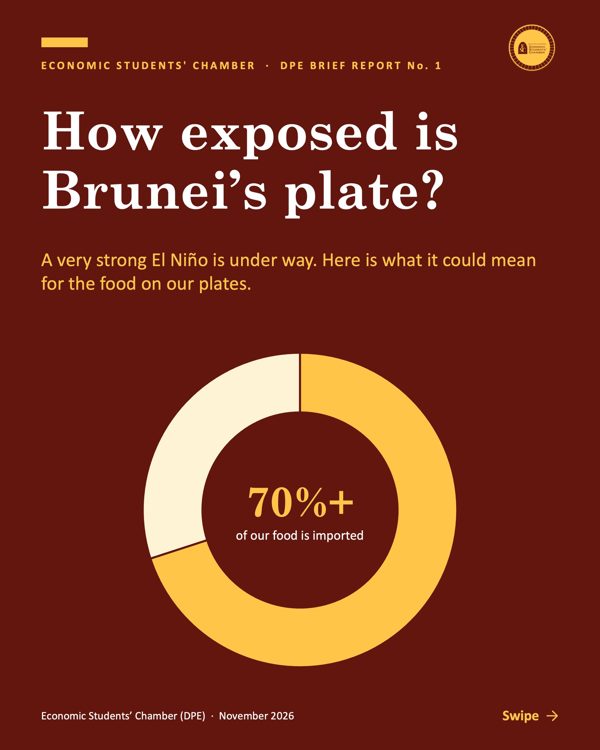 ECONOMIC STUDENTS' CHAMBER · DPE BRIEF REPORT No. 1
How exposed is
Brunei’s plate?
A very strong El Niño is under way. Here is what it could mean
for the food on our plates.
70%+
of our food is imported
Economic Students’ Chamber (DPE) · November 2026
Swipe →